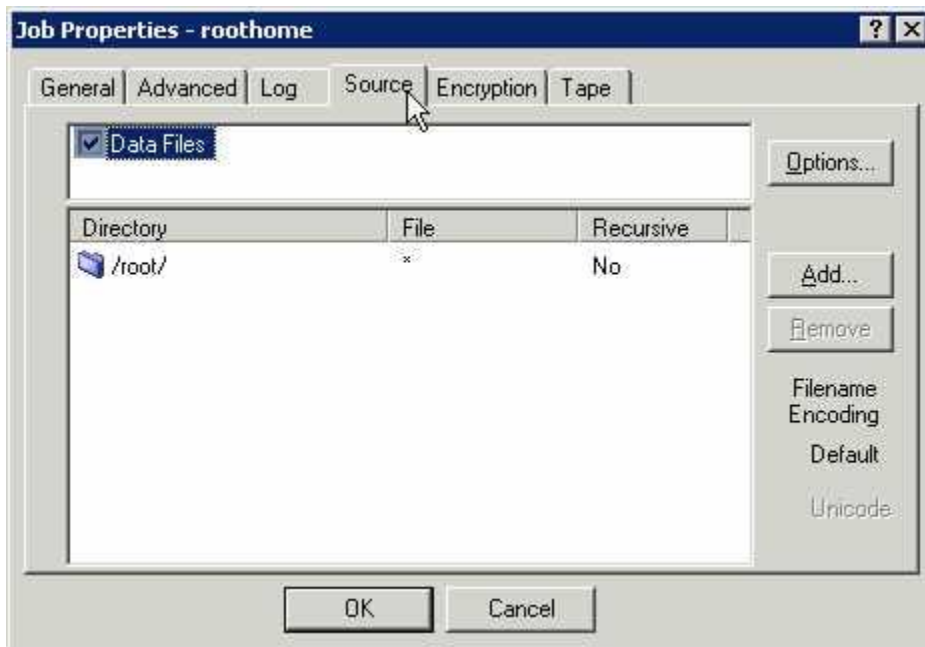 Job Properties - roothome
General Advanced Log Source Encryption Tape
Data Files
Options...
Directory File Recursive
/root/ * No
Add...
Remove
Filename
Encoding
Default
Unicode
OK Cancel